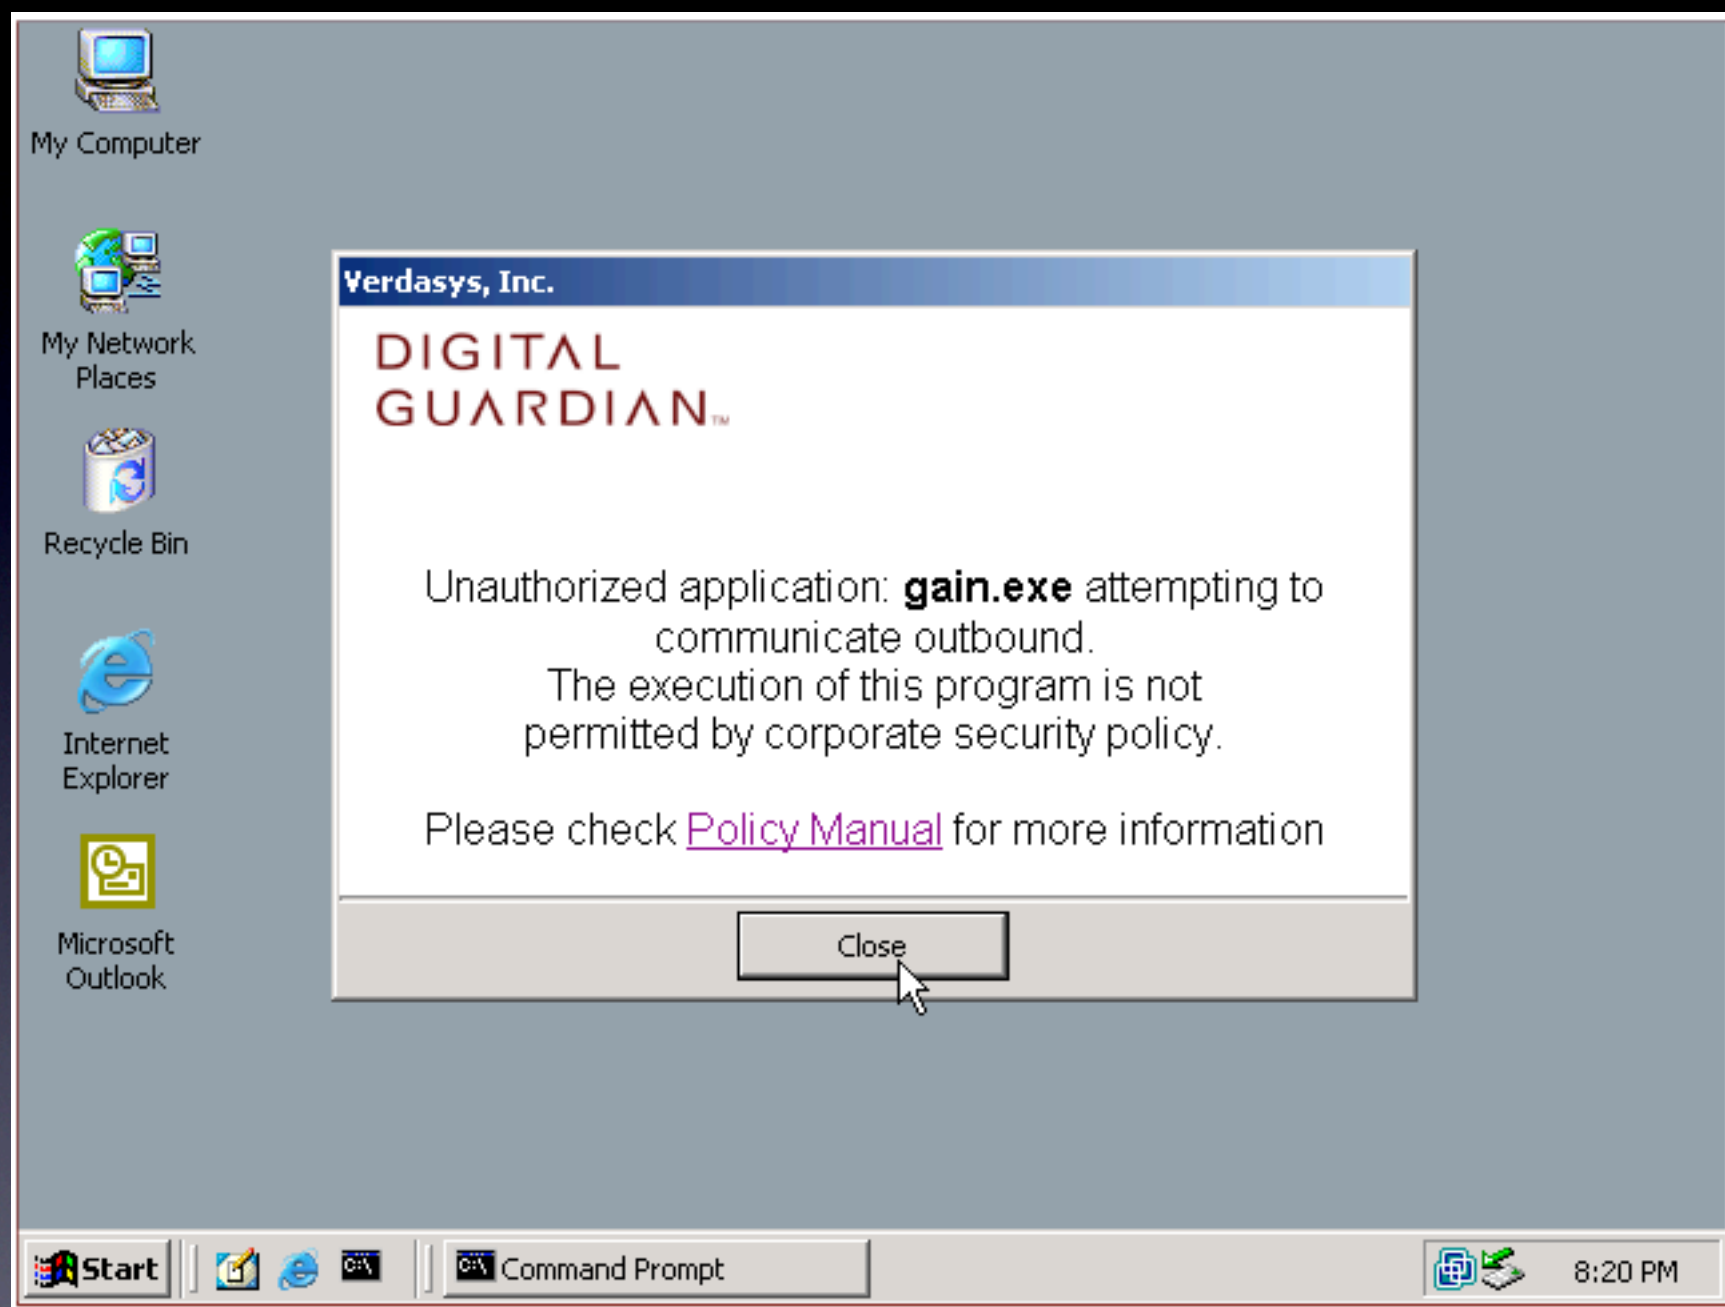 My Computer
My Network
Places
Recycle Bin
Internet
Explorer
Microsoft
Outlook
Verdasys, Inc.
DIGITAL
GUARDIAN™
Unauthorized application: gain.exe attempting to
communicate outbound.
The execution of this program is not
permitted by corporate security policy.
Please check Policy Manual for more information
Close
Start
C:\
C:\ Command Prompt
8:20 PM